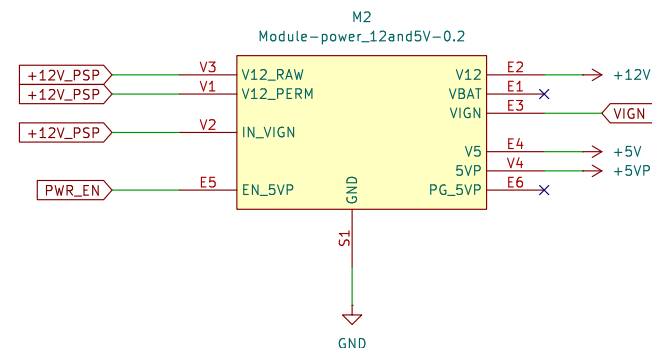 M2
Module-power_12and5V-0.2
+12V_PSP V3 V12_RAW V12 E2 +12V
+12V_PSP V1 V12_PERM VBAT E1
VIGN E3 VIGN
+12V_PSP V2 IN_VIGN
V5 E4 +5V
5VP V4 +5VP
PWR_EN E5 EN_5VP GND PG_5VP E6
S1
GND